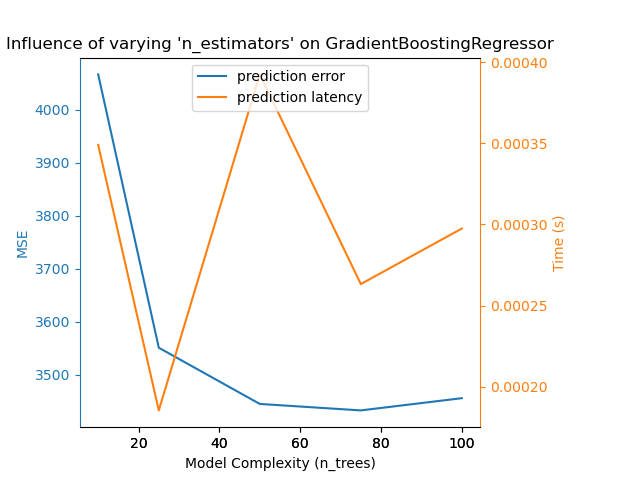 Influence of varying 'n_estimators' on GradientBoostingRegressor
prediction error
prediction latency
4000
3900
3800
3700
3600
3500
MSE
0.00040
0.00035
0.00030
0.00025
0.00020
Time (s)
20 40 60 80 100
Model Complexity (n_trees)